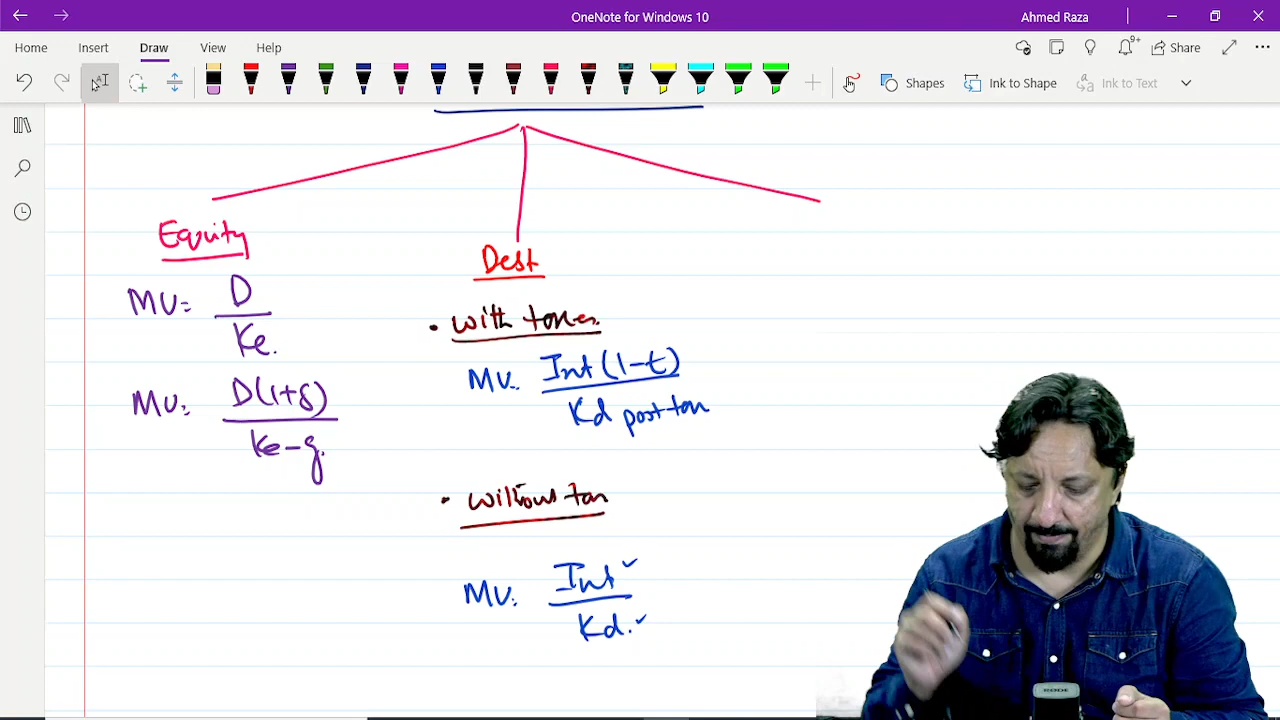 OneNote for Windows 10
Ahmed Raza
Home Insert Draw View Help
9+
Share
Shapes
Ink to Shape
Ink to Text
Equity
MV= D
Ke.
MV= D(1+g)
Ke-g.
Debt
• with taxes.
MV= Int(1-t)
Kd post tax
• without tax
MV= Int ✓
Kd. ✓
RODE